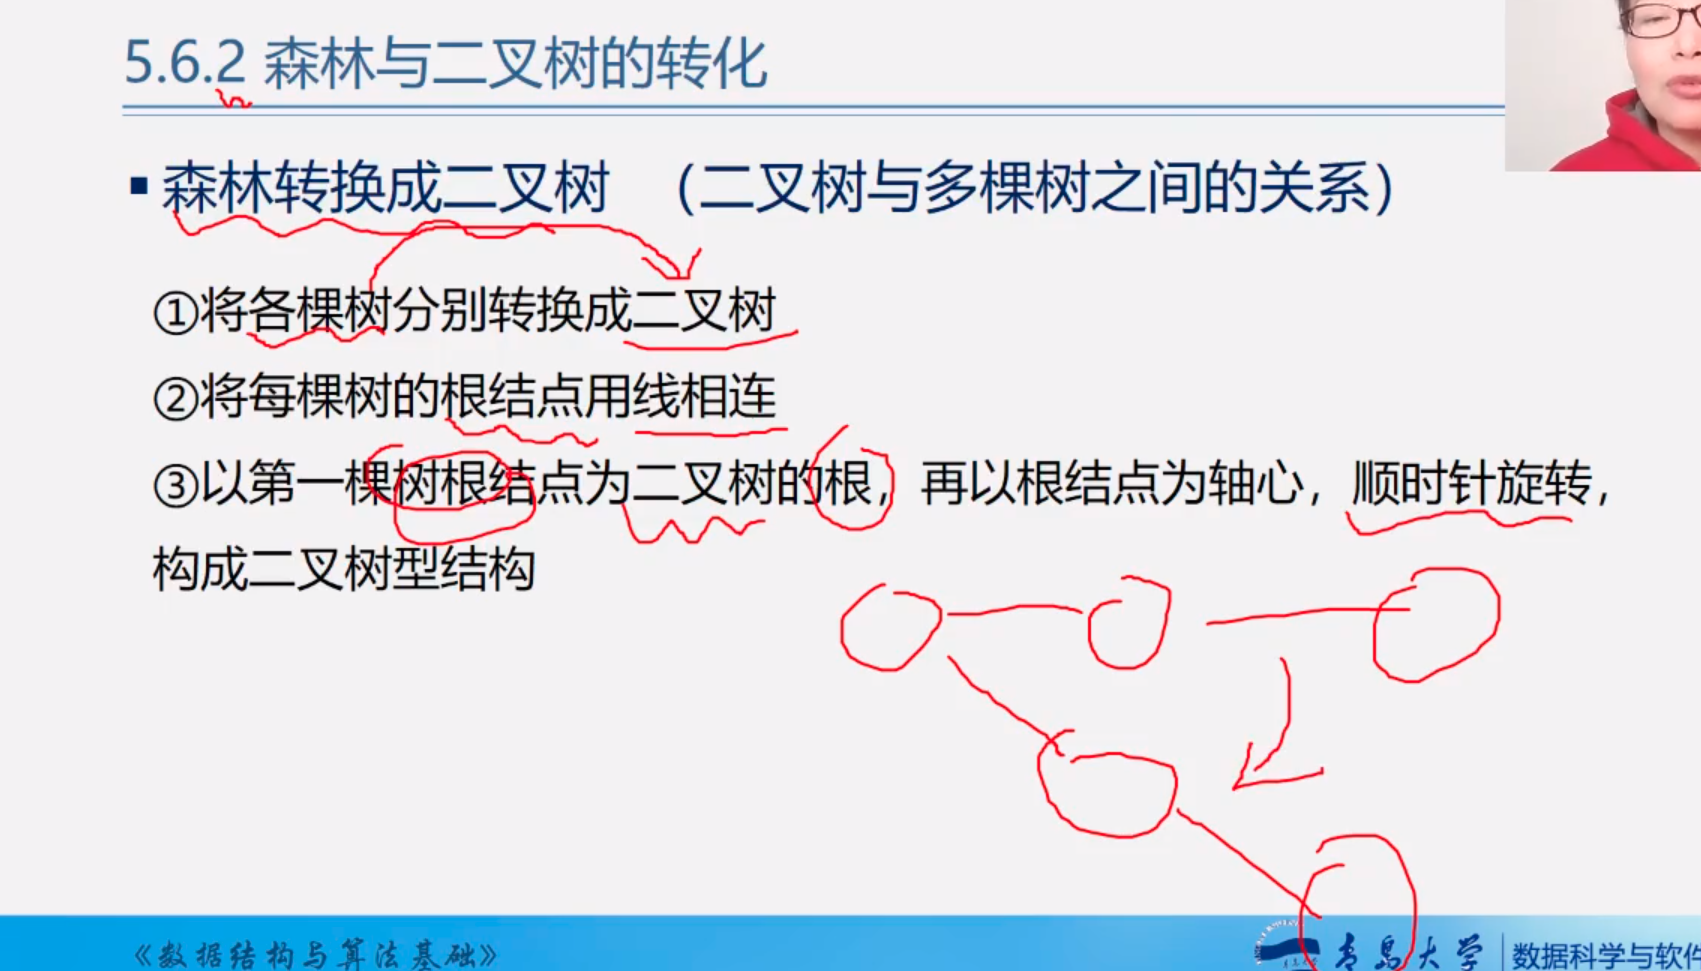 5.6.2 森林与二叉树的转化
▪ 森林转换成二叉树 （二叉树与多棵树之间的关系）
①将各棵树分别转换成二叉树
②将每棵树的根结点用线相连
③以第一棵树根结点为二叉树的根，再以根结点为轴心，顺时针旋转，
构成二叉树型结构
《数据结构与算法基础》
青岛大学 | 数据科学与软件